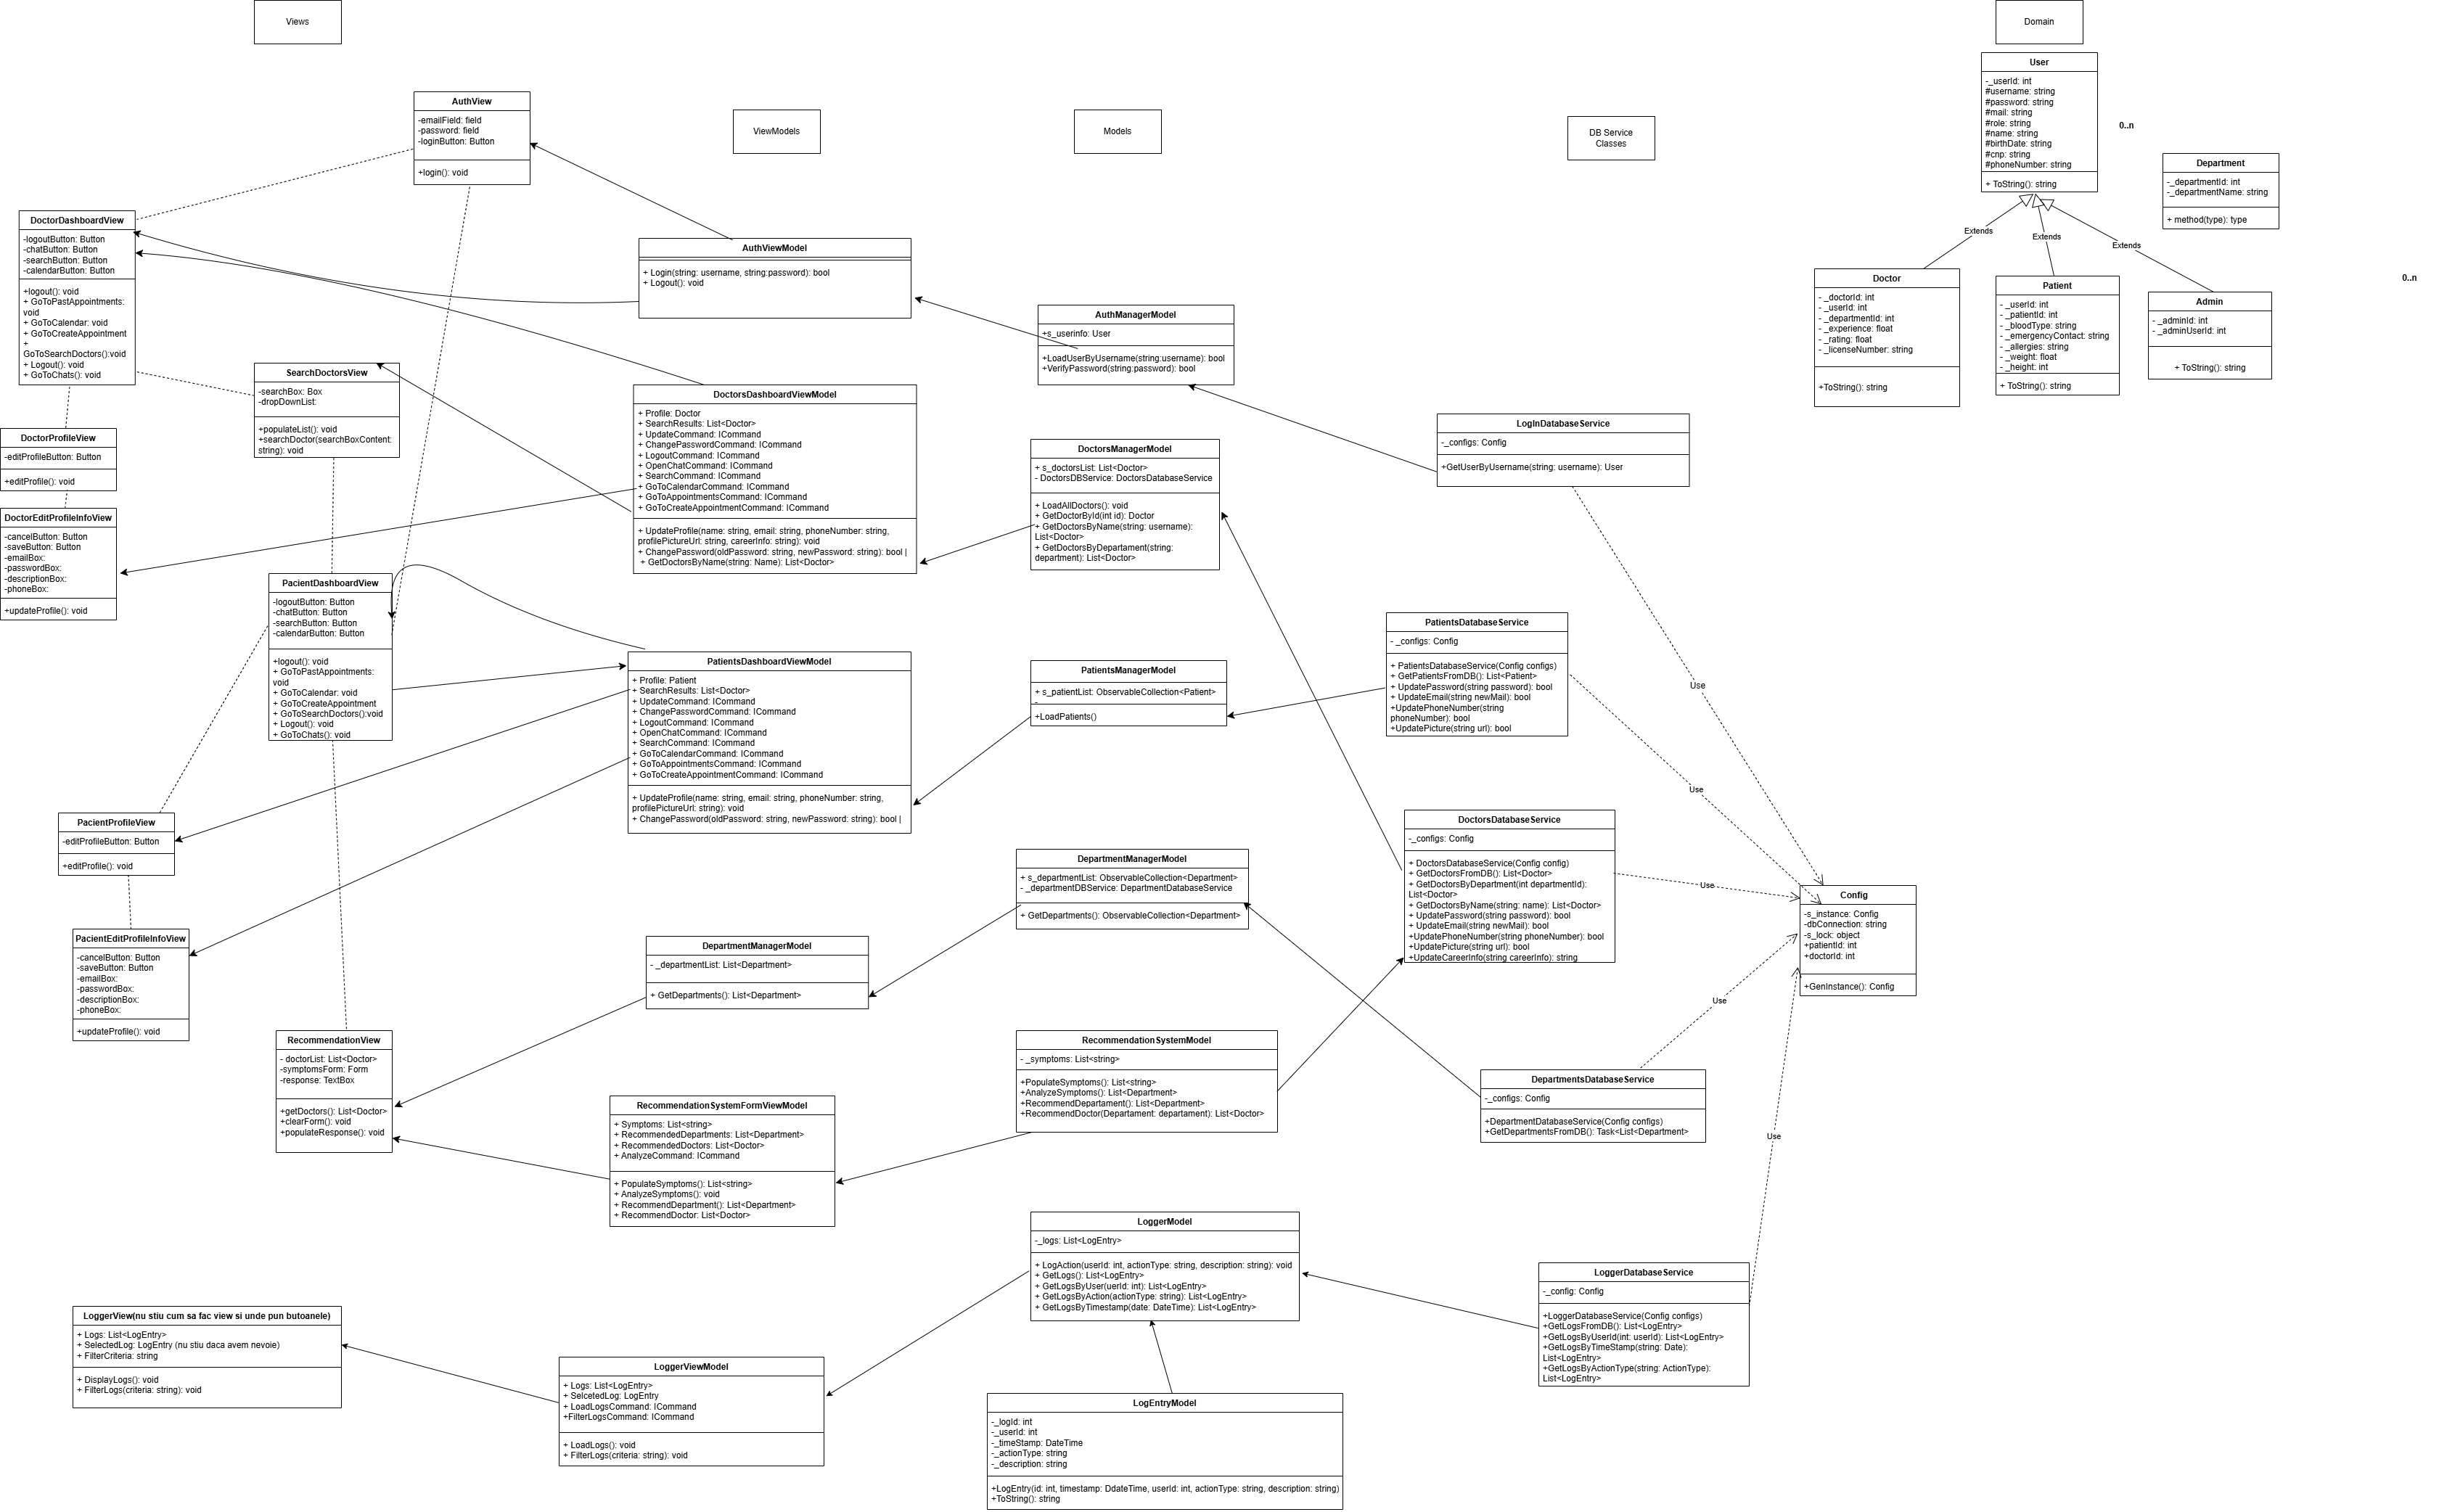 Views
Domain
User
-_userId: int
#username: string
#password: string
#mail: string
#role: string
#name: string
#birthDate: string
#cnp: string
#phoneNumber: string
+ ToString(): string
0..n
Department
-_departmentId: int
-_departmentName: string
+ method(type): type
Extends
Extends
Extends
0..n
Doctor
- _doctorId: int
- _userId: int
- _departmentId: int
- _experience: float
- _rating: float
- _licenseNumber: string
+ToString(): string
Patient
- _userId: int
- _patientId: int
- _bloodType: string
- _emergencyContact: string
- _allergies: string
- _weight: float
- _height: int
+ ToString(): string
Admin
- _adminId: int
- _adminUserId: int
+ ToString(): string
AuthView
-emailField: field
-password: field
-loginButton: Button
+login(): void
ViewModels
Models
DB Service
Classes
DoctorDashboardView
-logoutButton: Button
-chatButton: Button
-searchButton: Button
-calendarButton: Button
+logout(): void
+ GoToPastAppointments:
void
+ GoToCalendar: void
+ GoToCreateAppointment
+
GoToSearchDoctors():void
+ Logout(): void
+ GoToChats(): void
AuthViewModel
+ Login(string: username, string:password): bool
+ Logout(): void
AuthManagerModel
+s_userinfo: User
+LoadUserByUsername(string:username): bool
+VerifyPassword(string:password): bool
SearchDoctorsView
-searchBox: Box
-dropDownList:
+populateList(): void
+searchDoctor(searchBoxContent:
string): void
DoctorsDashboardViewModel
+ Profile: Doctor
+ SearchResults: List<Doctor>
+ UpdateCommand: ICommand
+ ChangePasswordCommand: ICommand
+ LogoutCommand: ICommand
+ OpenChatCommand: ICommand
+ SearchCommand: ICommand
+ GoToCalendarCommand: ICommand
+ GoToAppointmentsCommand: ICommand
+ GoToCreateAppointmentCommand: ICommand
+ UpdateProfile(name: string, email: string, phoneNumber: string,
profilePictureUrl: string, careerInfo: string): void
+ ChangePassword(oldPassword: string, newPassword: string): bool |
+ GetDoctorsByName(string: Name): List<Doctor>
LogInDatabaseService
-_configs: Config
+GetUserByUsername(string: username): User
DoctorsManagerModel
+ s_doctorsList: List<Doctor>
- DoctorsDBService: DoctorsDatabaseService
+ LoadAllDoctors(): void
+ GetDoctorById(int id): Doctor
+ GetDoctorsByName(string: username):
List<Doctor>
+ GetDoctorsByDepartament(string:
department): List<Doctor>
DoctorProfileView
-editProfileButton: Button
+editProfile(): void
DoctorEditProfileInfoView
-cancelButton: Button
-saveButton: Button
-emailBox:
-passwordBox:
-descriptionBox:
-phoneBox:
+updateProfile(): void
PacientDashboardView
-logoutButton: Button
-chatButton: Button
-searchButton: Button
-calendarButton: Button
+logout(): void
+ GoToPastAppointments:
void
+ GoToCalendar: void
+ GoToCreateAppointment
+ GoToSearchDoctors():void
+ Logout(): void
+ GoToChats(): void
PatientsDashboardViewModel
+ Profile: Patient
+ SearchResults: List<Doctor>
+ UpdateCommand: ICommand
+ ChangePasswordCommand: ICommand
+ LogoutCommand: ICommand
+ OpenChatCommand: ICommand
+ SearchCommand: ICommand
+ GoToCalendarCommand: ICommand
+ GoToAppointmentsCommand: ICommand
+ GoToCreateAppointmentCommand: ICommand
+ UpdateProfile(name: string, email: string, phoneNumber: string,
profilePictureUrl: string): void
+ ChangePassword(oldPassword: string, newPassword: string): bool |
PatientsManagerModel
+ s_patientList: ObservableCollection<Patient>
-
+LoadPatients()
PatientsDatabaseService
- _configs: Config
+ PatientsDatabaseService(Config configs)
+ GetPatientsFromDB(): List<Patient>
+ UpdatePassword(string password): bool
+ UpdateEmail(string newMail): bool
+UpdatePhoneNumber(string
phoneNumber): bool
+UpdatePicture(string url): bool
Use
Use
PacientProfileView
-editProfileButton: Button
+editProfile(): void
DoctorsDatabaseService
-_configs: Config
+ DoctorsDatabaseService(Config config)
+ GetDoctorsFromDB(): List<Doctor>
+ GetDoctorsByDepartment(int departmentId):
List<Doctor>
+ GetDoctorsByName(string: name): List<Doctor>
+ UpdatePassword(string password): bool
+ UpdateEmail(string newMail): bool
+UpdatePhoneNumber(string phoneNumber): bool
+UpdatePicture(string url): bool
+UpdateCareerInfo(string careerInfo): string
Use
Config
-s_instance: Config
-dbConnection: string
-s_lock: object
+patientId: int
+doctorId: int
+GenInstance(): Config
DepartmentManagerModel
+ s_departmentList: ObservableCollection<Department>
- _departmentDBService: DepartmentDatabaseService
+ GetDepartments(): ObservableCollection<Department>
PacientEditProfileInfoView
-cancelButton: Button
-saveButton: Button
-emailBox:
-passwordBox:
-descriptionBox:
-phoneBox:
+updateProfile(): void
DepartmentManagerModel
- _departmentList: List<Department>
+ GetDepartments(): List<Department>
Use
RecommendationView
- doctorList: List<Doctor>
-symptomsForm: Form
-response: TextBox
+getDoctors(): List<Doctor>
+clearForm(): void
+populateResponse(): void
RecommendationSystemModel
- _symptoms: List<string>
+PopulateSymptoms(): List<string>
+AnalyzeSymptoms(): List<Department>
+RecommendDepartament(): List<Department>
+RecommendDoctor(Departament: departament): List<Doctor>
DepartmentsDatabaseService
-_configs: Config
+DepartmentDatabaseService(Config configs)
+GetDepartmentsFromDB(): Task<List<Department>
Use
RecommendationSystemFormViewModel
+ Symptoms: List<string>
+ RecommendedDepartments: List<Department>
+ RecommendedDoctors: List<Doctor>
+ AnalyzeCommand: ICommand
+ PopulateSymptoms(): List<string>
+ AnalyzeSymptoms(): void
+ RecommendDepartment(): List<Department>
+ RecommendDoctor: List<Doctor>
LoggerModel
-_logs: List<LogEntry>
+ LogAction(userId: int, actionType: string, description: string): void
+ GetLogs(): List<LogEntry>
+ GetLogsByUser(uerId: int): List<LogEntry>
+ GetLogsByAction(actionType: string): List<LogEntry>
+ GetLogsByTimestamp(date: DateTime): List<LogEntry>
LoggerDatabaseService
-_config: Config
+LoggerDatabaseService(Config configs)
+GetLogsFromDB(): List<LogEntry>
+GetLogsByUserId(int: userId): List<LogEntry>
+GetLogsByTimeStamp(string: Date):
List<LogEntry>
+GetLogsByActionType(string: ActionType):
List<LogEntry>
LoggerView(nu stiu cum sa fac view si unde pun butoanele)
+ Logs: List<LogEntry>
+ SelectedLog: LogEntry (nu stiu daca avem nevoie)
+ FilterCriteria: string
+ DisplayLogs(): void
+ FilterLogs(criteria: string): void
LoggerViewModel
+ Logs: List<LogEntry>
+ SelcetedLog: LogEntry
+ LoadLogsCommand: ICommand
+FilterLogsCommand: ICommand
+ LoadLogs(): void
+ FilterLogs(criteria: string): void
LogEntryModel
-_logId: int
-_userId: int
-_timeStamp: DateTime
-_actionType: string
-_description: string
+LogEntry(id: int, timestamp: DdateTime, userId: int, actionType: string, description: string)
+ToString(): string